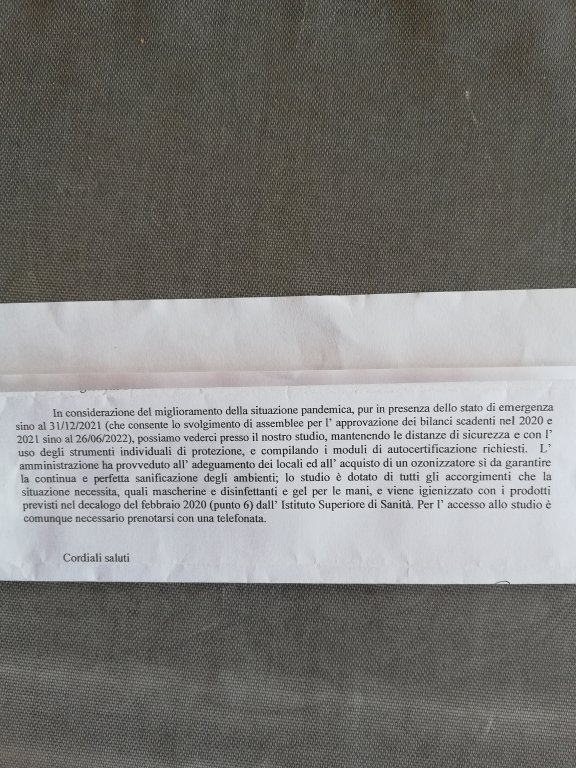 In considerazione del miglioramento della situazione pandemica, pur in presenza dello stato di emergenza
sino al 31/12/2021 (che consente lo svolgimento di assemblee per l' approvazione dei bilanci scadenti nel 2020 e
2021 sino al 26/06/2022), possiamo vederci presso il nostro studio, mantenendo le distanze di sicurezza e con l'
uso degli strumenti individuali di protezione, e compilando i moduli di autocertificazione richiesti. L'
amministrazione ha provveduto all' adeguamento dei locali ed all' acquisto di un ozonizzatore sì da garantire
la continua e perfetta sanificazione degli ambienti; lo studio è dotato di tutti gli accorgimenti che la
situazione necessita, quali mascherine e disinfettanti e gel per le mani, e viene igienizzato con i prodotti
previsti nel decalogo del febbraio 2020 (punto 6) dall' Istituto Superiore di Sanità. Per l' accesso allo studio è
comunque necessario prenotarsi con una telefonata.
Cordiali saluti